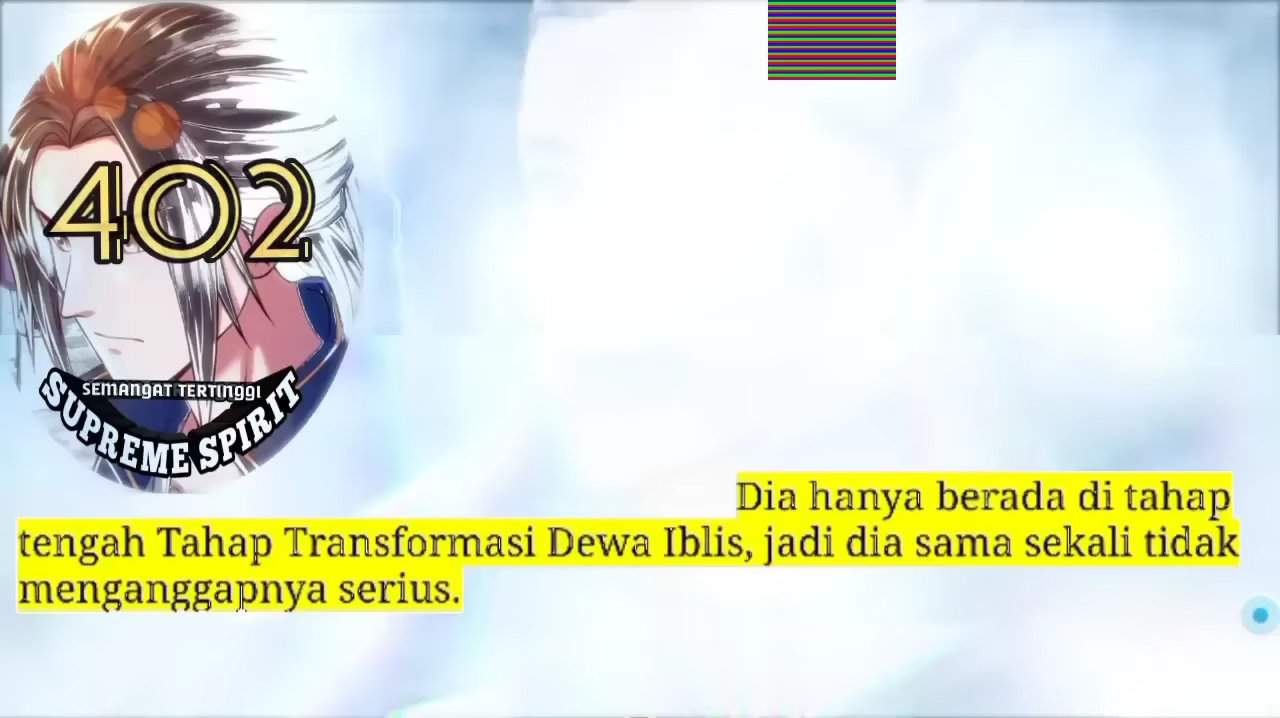 402
SEMANGAT TERTINGGI
SUPREME SPIRIT
Dia hanya berada di tahap
tengah Tahap Transformasi Dewa Iblis, jadi dia sama sekali tidak
menganggapnya serius.